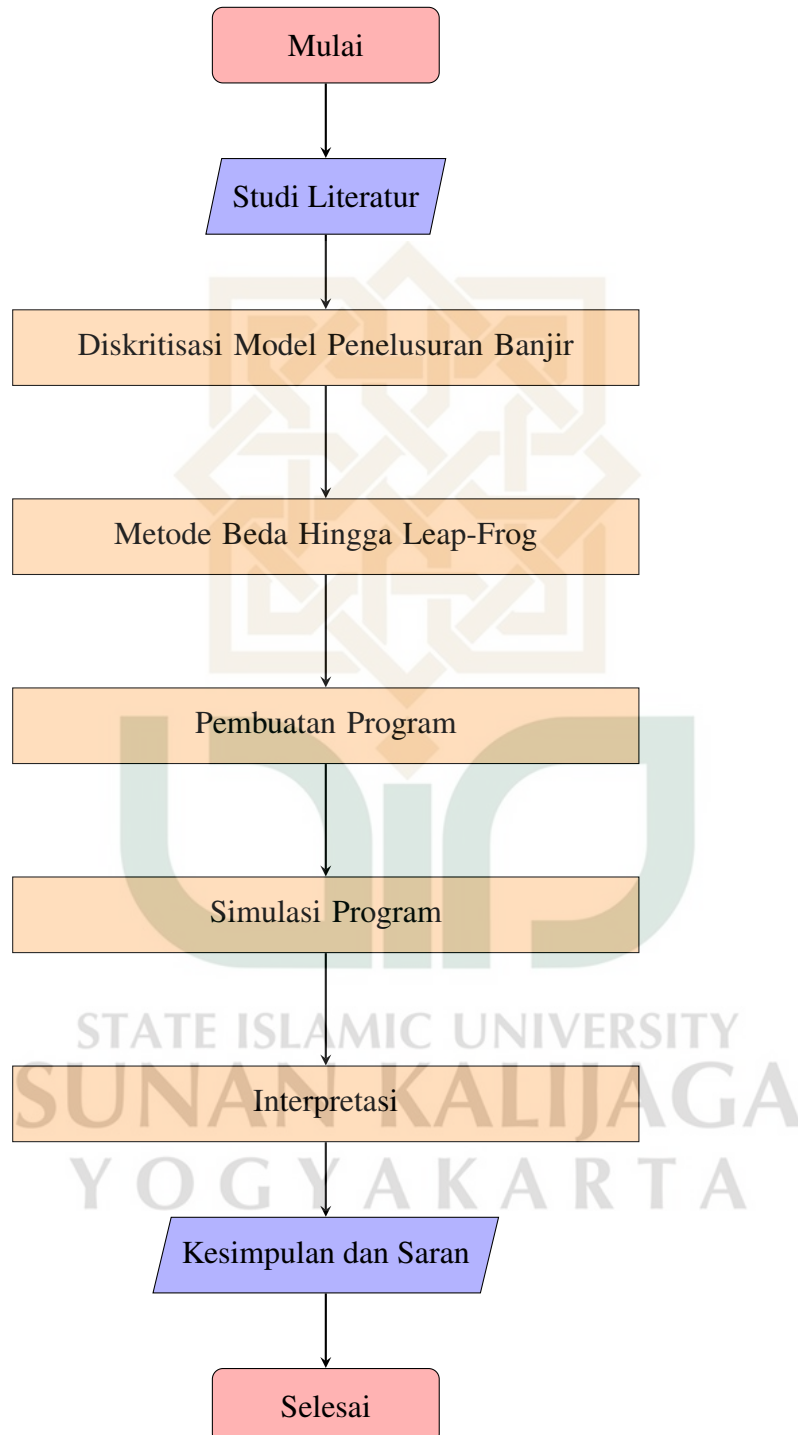 Mulai
Studi Literatur
Diskritisasi Model Penelusuran Banjir
Metode Beda Hingga Leap-Frog
Pembuatan Program
Simulasi Program
STATE ISLAMIC UNIVERSITY
SUNAN KALIJAGA
Interpretasi
YOGYAKARTA
Kesimpulan dan Saran
Selesai